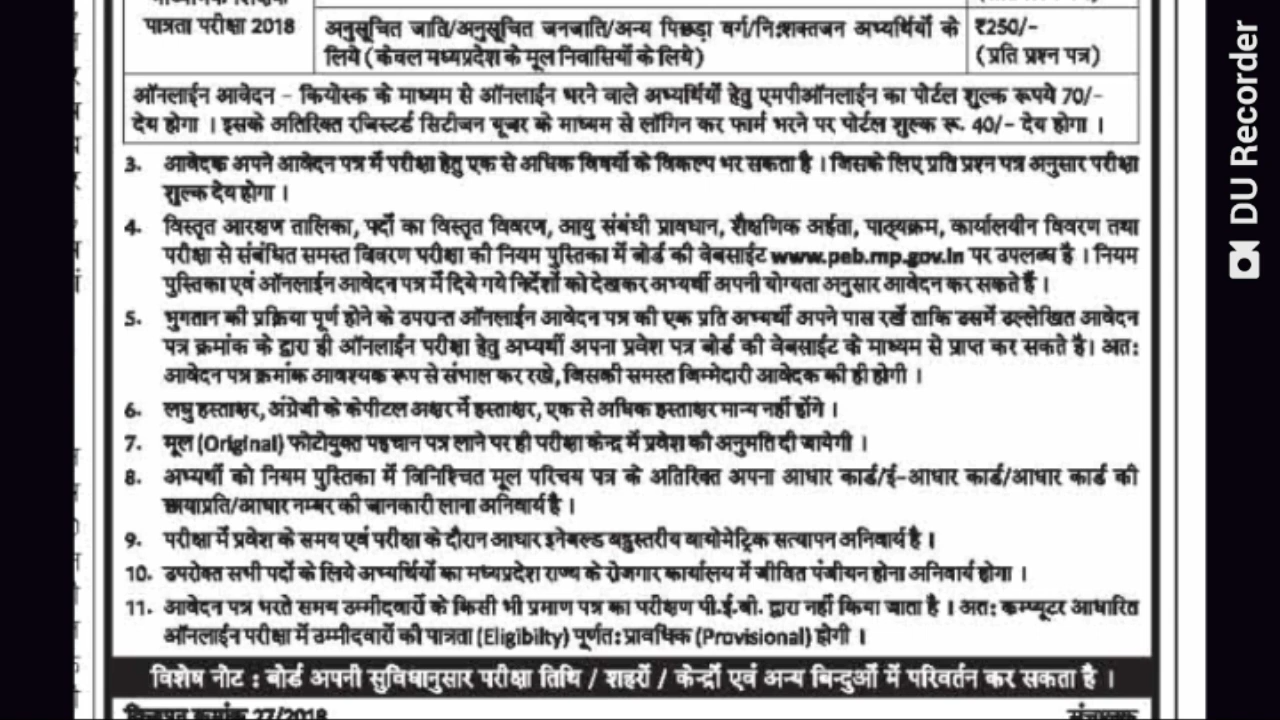 पात्रता परीक्षा 2018
अनुसूचित जाति/अनुसूचित जनजाति/अन्य पिछड़ा वर्ग/निःशक्तजन अभ्यर्थियों के
₹250/-
लिये (केवल मध्यप्रदेश के मूल निवासियों के लिये)
(प्रति प्रश्न पत्र)
ऑनलाईन आवेदन - कियोस्क के माध्यम से ऑनलाईन भरने वाले अभ्यर्थियों हेतु एमपीऑनलाईन का पोर्टल शुल्क रूपये 70/-
देय होगा । इसके अतिरिक्त रजिस्टर्ड सिटीजन यूजर के माध्यम से लॉगिन कर फार्म भरने पर पोर्टल शुल्क रू. 40/- देय होगा ।
3. आवेदक अपने आवेदन पत्र में परीक्षा हेतु एक से अधिक विषयों के विकल्प भर सकता है । जिसके लिए प्रति प्रश्न पत्र अनुसार परीक्षा
शुल्क देय होगा ।
4. विस्तृत आरक्षण तालिका, पदों का विस्तृत विवरण, आयु संबंधी प्रावधान, शैक्षणिक अर्हता, पाठ्यक्रम, कार्यालयीन विवरण तथा
परीक्षा से संबंधित समस्त विवरण परीक्षा की नियम पुस्तिका में बोर्ड की वेबसाईट www.peb.mp.gov.in पर उपलब्ध है । नियम
पुस्तिका एवं ऑनलाईन आवेदन पत्र में दिये गये निर्देशों को देखकर अभ्यर्थी अपनी योग्यता अनुसार आवेदन कर सकते हैं ।
5. भुगतान की प्रक्रिया पूर्ण होने के उपरान्त ऑनलाईन आवेदन पत्र की एक प्रति अभ्यर्थी अपने पास रखें ताकि उसमें उल्लेखित आवेदन
पत्र क्रमांक के द्वारा ही ऑनलाईन परीक्षा हेतु अभ्यर्थी अपना प्रवेश पत्र बोर्ड की वेबसाईट के माध्यम से प्राप्त कर सकते है। अतः
आवेदन पत्र क्रमांक आवश्यक रूप से संभाल कर रखे, जिसकी समस्त जिम्मेदारी आवेदक की ही होगी ।
6. लघु हस्ताक्षर, अंग्रेजी के केपीटल अक्षर में हस्ताक्षर, एक से अधिक हस्ताक्षर मान्य नहीं होंगे ।
7. मूल (Original) फोटोयुक्त पहचान पत्र लाने पर ही परीक्षा केन्द्र में प्रवेश की अनुमति दी जायेगी ।
8. अभ्यर्थी को नियम पुस्तिका में विनिश्चित मूल परिचय पत्र के अतिरिक्त अपना आधार कार्ड/ई-आधार कार्ड/आधार कार्ड की
छायाप्रति/आधार नम्बर की जानकारी लाना अनिवार्य है ।
9. परीक्षा में प्रवेश के समय एवं परीक्षा के दौरान आधार इनेबल्ड बहुस्तरीय बायोमेट्रिक सत्यापन अनिवार्य है ।
10. उपरोक्त सभी पदों के लिये अभ्यर्थियों का मध्यप्रदेश राज्य के रोजगार कार्यालय में जीवित पंजीयन होना अनिवार्य होगा ।
11. आवेदन पत्र भरते समय उम्मीदवारों के किसी भी प्रमाण पत्र का परीक्षण पी.ई.बी. द्वारा नहीं किया जाता है । अतः कम्प्यूटर आधारित
ऑनलाईन परीक्षा में उम्मीदवारों की पात्रता (Eligibilty) पूर्णतः प्रावधिक (Provisional) होगी ।
विशेष नोट : बोर्ड अपनी सुविधानुसार परीक्षा तिथि / शहरों / केन्द्रों एवं अन्य बिन्दुओं में परिवर्तन कर सकता है ।
DU Recorder